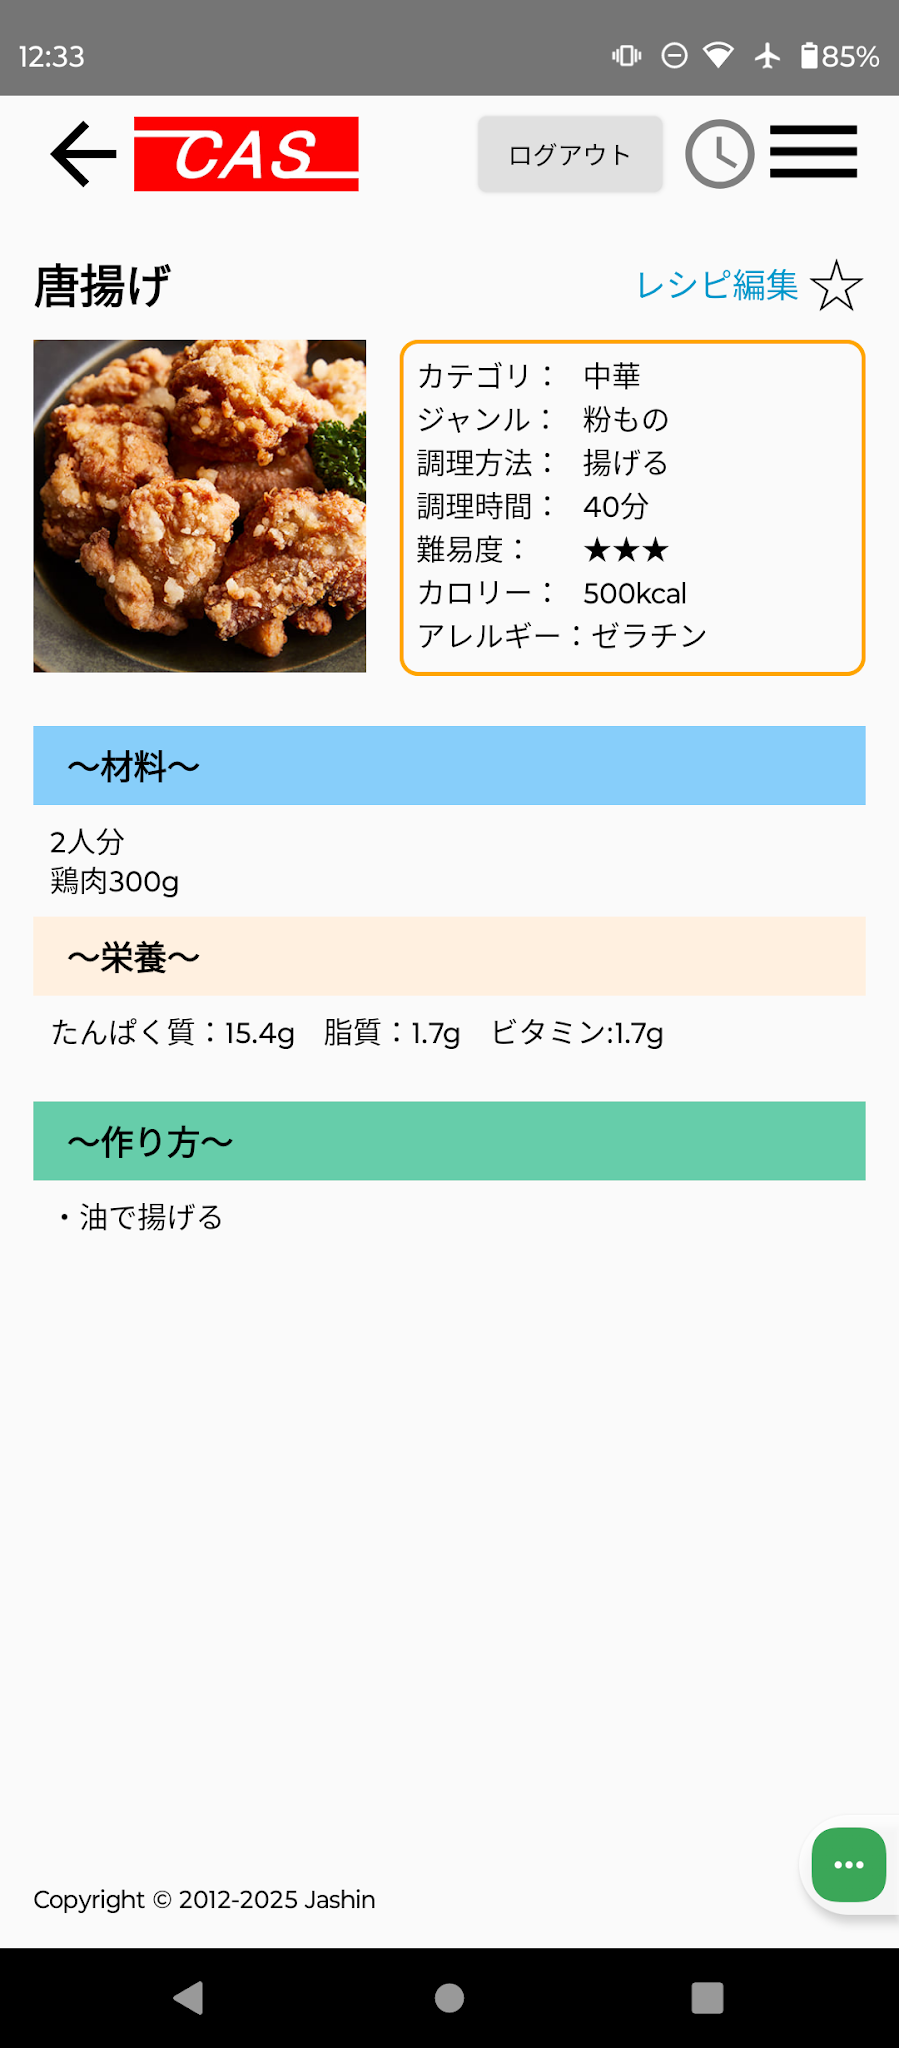 12:33
85%
CAS
ログアウト
唐揚げ
レシピ編集
カテゴリ： 中華
ジャンル： 粉もの
調理方法： 揚げる
調理時間： 40分
難易度： ★★★
カロリー： 500kcal
アレルギー：ゼラチン
～材料～
2人分
鶏肉300g
～栄養～
たんぱく質：15.4g　脂質：1.7g　ビタミン:1.7g
～作り方～
・油で揚げる
Copyright © 2012-2025 Jashin